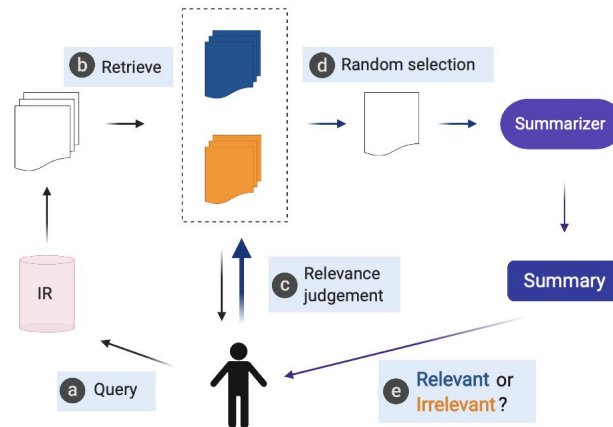 b Retrieve
d Random selection
Summarizer
IR
c Relevance
judgement
Summary
a Query
e Relevant or
Irrelevant?